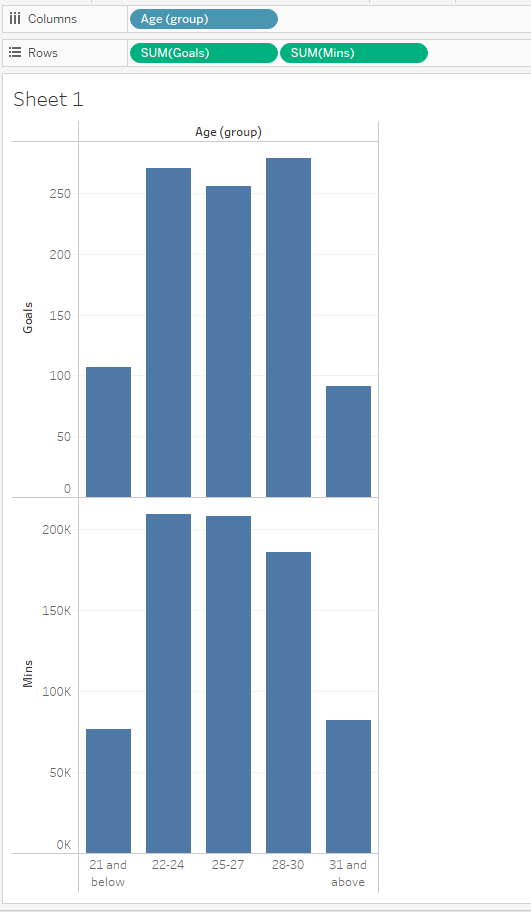 Columns
Age (group)
Rows
SUM(Goals)
SUM(Mins)
Sheet 1
Age (group)
250
200
150
100
50
0
Goals
200K
150K
100K
50K
0K
Mins
21 and
below
22-24
25-27
28-30
31 and
above